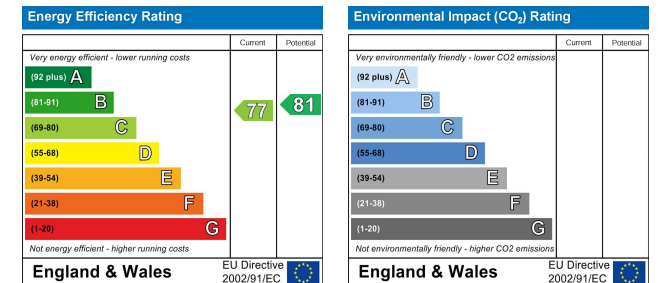 Energy Efficiency Rating
Current Potential
Very energy efficient - lower running costs
(92 plus) A
(81-91) B
(69-80) C
(55-68) D
(39-54) E
(21-38) F
(1-20) G
77
81
Not energy efficient - higher running costs
England & Wales
EU Directive
2002/91/EC
Environmental Impact (CO₂) Rating
Current Potential
Very environmentally friendly - lower CO2 emissions
(92 plus) A
(81-91) B
(69-80) C
(55-68) D
(39-54) E
(21-38) F
(1-20) G
Not environmentally friendly - higher CO2 emissions
England & Wales
EU Directive
2002/91/EC